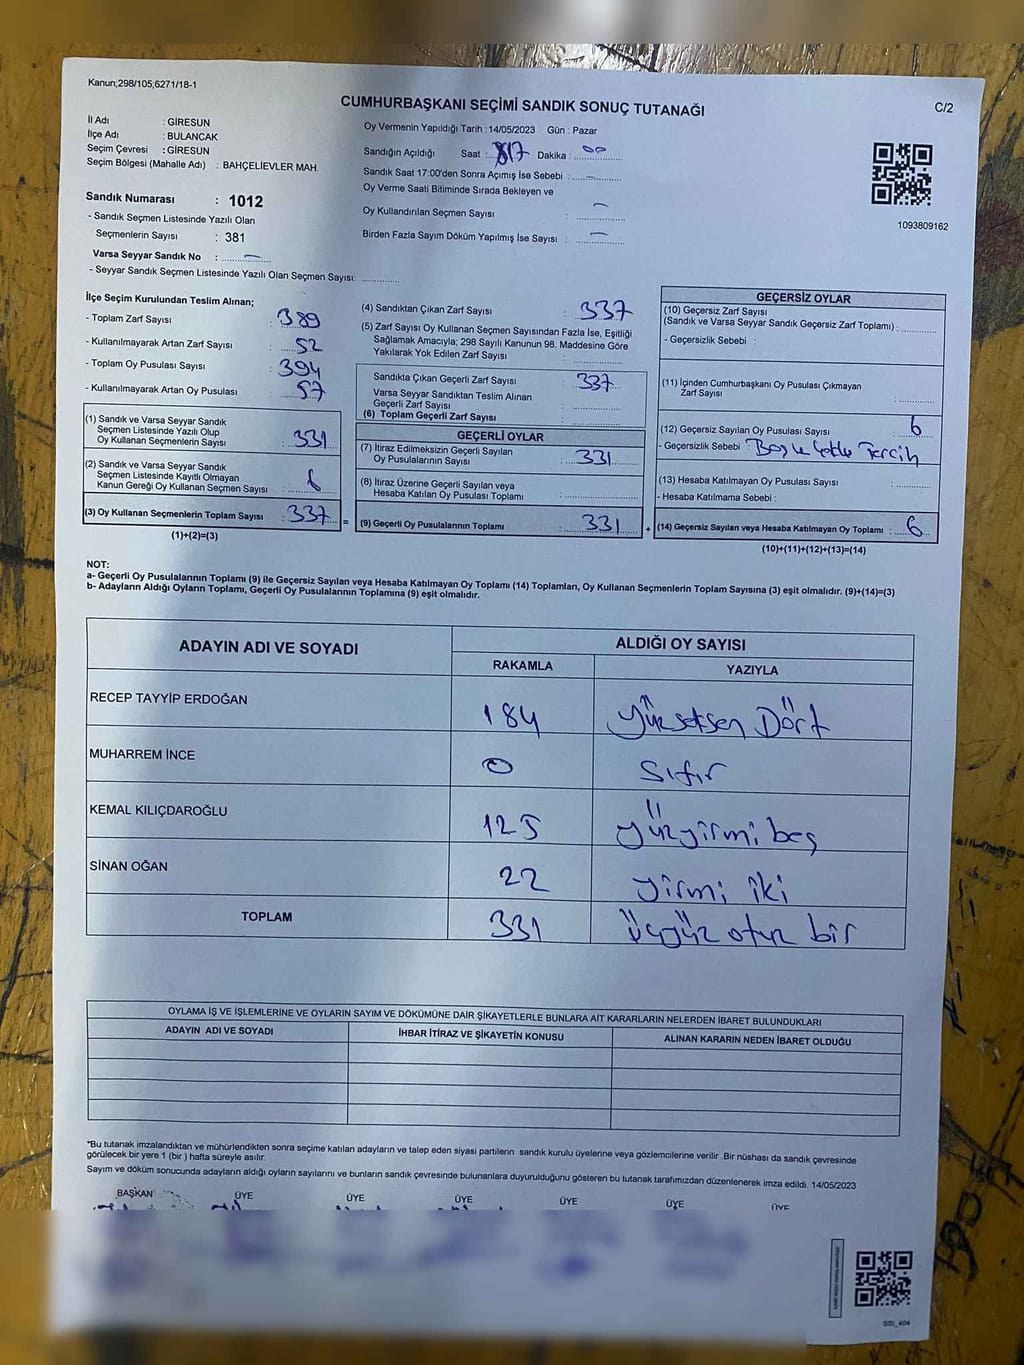 Kanun;298/105,6271/18-1
CUMHURBAŞKANI SEÇİMİ SANDIK SONUÇ TUTANAĞI
C/2
İl Adı : GİRESUN
İlçe Adı : BULANCAK
Seçim Çevresi : GİRESUN
Seçim Bölgesi (Mahalle Adı) : BAHÇELİEVLER MAH.
Sandık Numarası : 1012
- Sandık Seçmen Listesinde Yazılı Olan
Seçmenlerin Sayısı : 381
Varsa Seyyar Sandık No : –
- Seyyar Sandık Seçmen Listesinde Yazılı Olan Seçmen Sayısı: ............
Oy Vermenin Yapıldığı Tarih : 14/05/2023 Gün : Pazar
Sandığın Açıldığı Saat : 17 Dakika : 00
Sandık Saat 17:00'den Sonra Açımış İse Sebebi : –
Oy Verme Saati Bitiminde Sırada Bekleyen ve
Oy Kullandırılan Seçmen Sayısı : –
Birden Fazla Sayım Döküm Yapılmış İse Sayısı : –
1093809162
İlçe Seçim Kurulundan Teslim Alınan;
- Toplam Zarf Sayısı : 389
- Kullanılmayarak Artan Zarf Sayısı : 52
- Toplam Oy Pusulası Sayısı : 394
- Kullanılmayarak Artan Oy Pusulası : 57
(1) Sandık ve Varsa Seyyar Sandık
Seçmen Listesinde Yazılı Olup
Oy Kullanan Seçmenlerin Sayısı : 331
(2) Sandık ve Varsa Seyyar Sandık
Seçmen Listesinde Kayıtlı Olmayan
Kanun Gereği Oy Kullanan Seçmen Sayısı : 6
(3) Oy Kullanan Seçmenlerin Toplam Sayısı : 337
(1)+(2)=(3)
=
(4) Sandıktan Çıkan Zarf Sayısı : 337
(5) Zarf Sayısı Oy Kullanan Seçmen Sayısından Fazla İse, Eşitliği
Sağlamak Amacıyla; 298 Sayılı Kanunun 98. Maddesine Göre
Yakılarak Yok Edilen Zarf Sayısı :
Sandıkta Çıkan Geçerli Zarf Sayısı : 337
Varsa Seyyar Sandıktan Teslim Alınan
Geçerli Zarf Sayısı :
(6) Toplam Geçerli Zarf Sayısı :
GEÇERLİ OYLAR
(7) İtiraz Edilmeksizin Geçerli Sayılan
Oy Pusulalarının Sayısı : 331
(8) İtiraz Üzerine Geçerli Sayılan veya
Hesaba Katılan Oy Pusulası Toplamı :
(9) Geçerli Oy Pusulalarının Toplamı : 331
+
GEÇERSİZ OYLAR
(10) Geçersiz Zarf Sayısı
(Sandık ve Varsa Seyyar Sandık Geçersiz Zarf Toplamı) :
- Geçersizlik Sebebi :
(11) İçinden Cumhurbaşkanı Oy Pusulası Çıkmayan
Zarf Sayısı :
(12) Geçersiz Sayılan Oy Pusulası Sayısı : 6
- Geçersizlik Sebebi : Boş Tercih
(13) Hesaba Katılmayan Oy Pusulası Sayısı :
- Hesaba Katılmama Sebebi :
(14) Geçersiz Sayılan veya Hesaba Katılmayan Oy Toplamı : 6
(10)+(11)+(12)+(13)=(14)
NOT:
a- Geçerli Oy Pusulalarının Toplamı (9) ile Geçersiz Sayılan veya Hesaba Katılmayan Oy Toplamı (14) Toplamları, Oy Kullanan Seçmenlerin Toplam Sayısına (3) eşit olmalıdır. (9)+(14)=(3)
b- Adayların Aldığı Oyların Toplamı, Geçerli Oy Pusulalarının Toplamına (9) eşit olmalıdır.
ADAYIN ADI VE SOYADI
ALDIĞI OY SAYISI
RAKAMLA YAZIYLA
RECEP TAYYİP ERDOĞAN 184 Yüzseksen Dört
MUHARREM İNCE 0 Sıfır
KEMAL KILIÇDAROĞLU 125 yüzyirmi beş
SİNAN OĞAN 22 yirmi iki
TOPLAM 331 Üçyüz otuz bir
OYLAMA İŞ VE İŞLEMLERİNE VE OYLARIN SAYIM VE DÖKÜMÜNE DAİR ŞİKAYETLERLE BUNLARA AİT KARARLARIN NELERDEN İBARET BULUNDUKLARI
ADAYIN ADI VE SOYADI İHBAR İTİRAZ VE ŞİKAYETİN KONUSU ALINAN KARARIN NEDEN İBARET OLDUĞU
*Bu tutanak imzalandıktan ve mühürlendikten sonra seçime katılan adayların ve talep eden siyasi partilerin sandık kurulu üyelerine veya gözlemcilerine verilir .Bir nüshası da sandık çevresinde
görülecek bir yere 1 (bir ) hafta süreyle asılır.
Sayım ve döküm sonucunda adayların aldığı oyların sayılarını ve bunların sandık çevresinde bulunanlara duyurulduğunu gösteren bu tutanak tarafımızdan düzenlenerek imza edildi. 14/05/2023
BAŞKAN ÜYE ÜYE ÜYE ÜYE ÜYE ÜYE
SSI_404